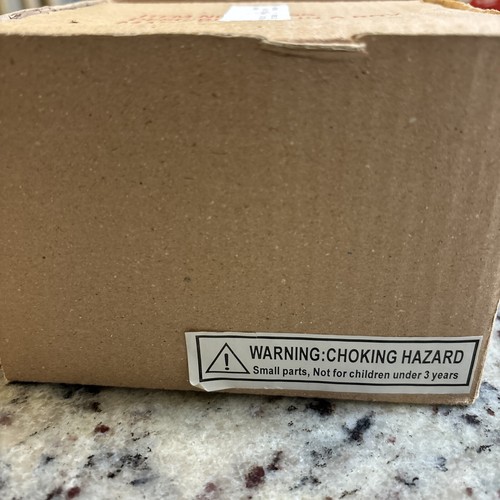 WARNING:CHOKING HAZARD
Small parts, Not for children under 3 years